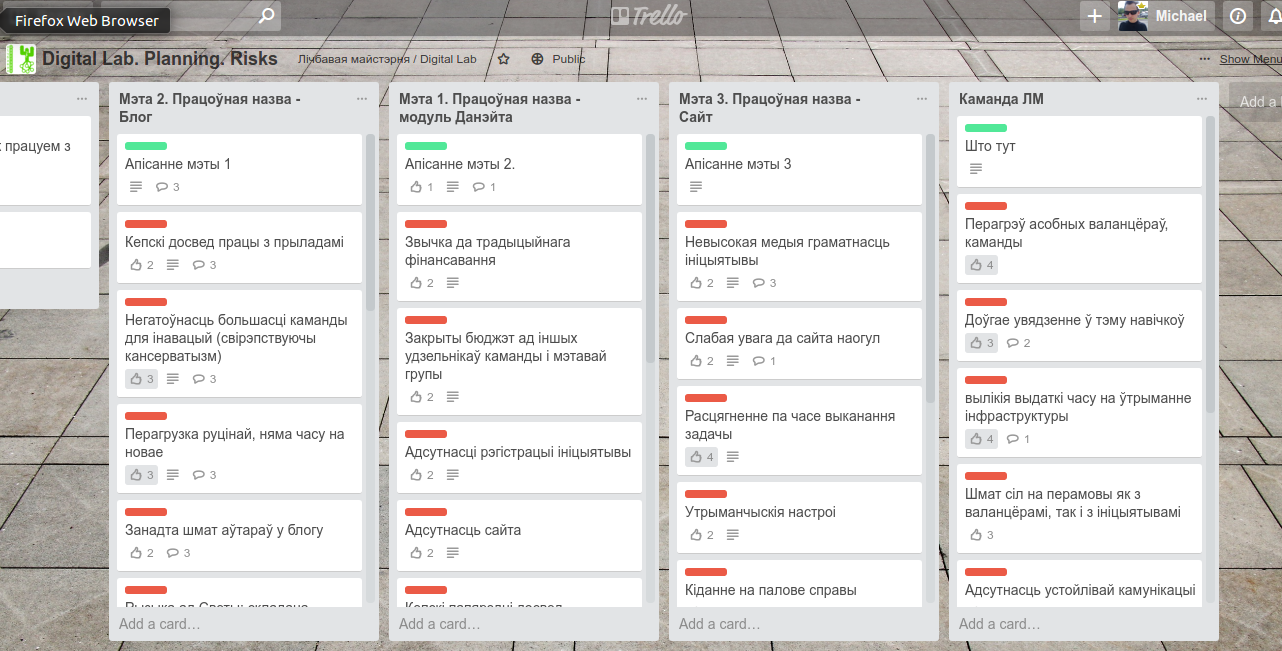 Firefox Web Browser
Trello
Michael
Digital Lab. Planning. Risks
Лічбавая майстэрня / Digital Lab
Public
Show Menu
працуем з
Мэта 2. Працоўная назва -
Блог
Апісанне мэты 1
3
Кепскі досвед працы з прыладамі
2 3
Негатоўнасць большасці каманды
для інавацый (свірэпствуючы
кансерватызм)
3 3
Перагрузка руцінай, няма часу на
новае
3 3
Занадта шмат аўтараў у блогу
2 3
Add a card…
Мэта 1. Працоўная назва -
модуль Данэйта
Апісанне мэты 2.
1 1
Звычка да традыцыйнага
фінансавання
2
Закрыты бюджэт ад іншых
удзельнікаў каманды і мэтавай
групы
2
Адсутнасці рэгістрацыі ініцыятывы
2
Адсутнасць сайта
2
Add a card…
Мэта 3. Працоўная назва -
Сайт
Апісанне мэты 3
Невысокая медыя граматнасць
ініцыятывы
2 3
Слабая увага да сайта наогул
2 1
Расцягненне па часе выканання
задачы
4
Утрыманчыскія настроі
2
Кіданне на палове справы
Add a card…
Каманда ЛМ
Што тут
Перагрэў асобных валанцёраў,
каманды
4
Доўгае увядзенне ў тэму навічкоў
3 2
вылікія выдаткі часу на ўтрыманне
інфраструктуры
4 1
Шмат сіл на перамовы як з
валанцёрамі, так і з ініцыятывамі
3
Адсутнасць устойлівай камунікацыі
Add a card…
Add a